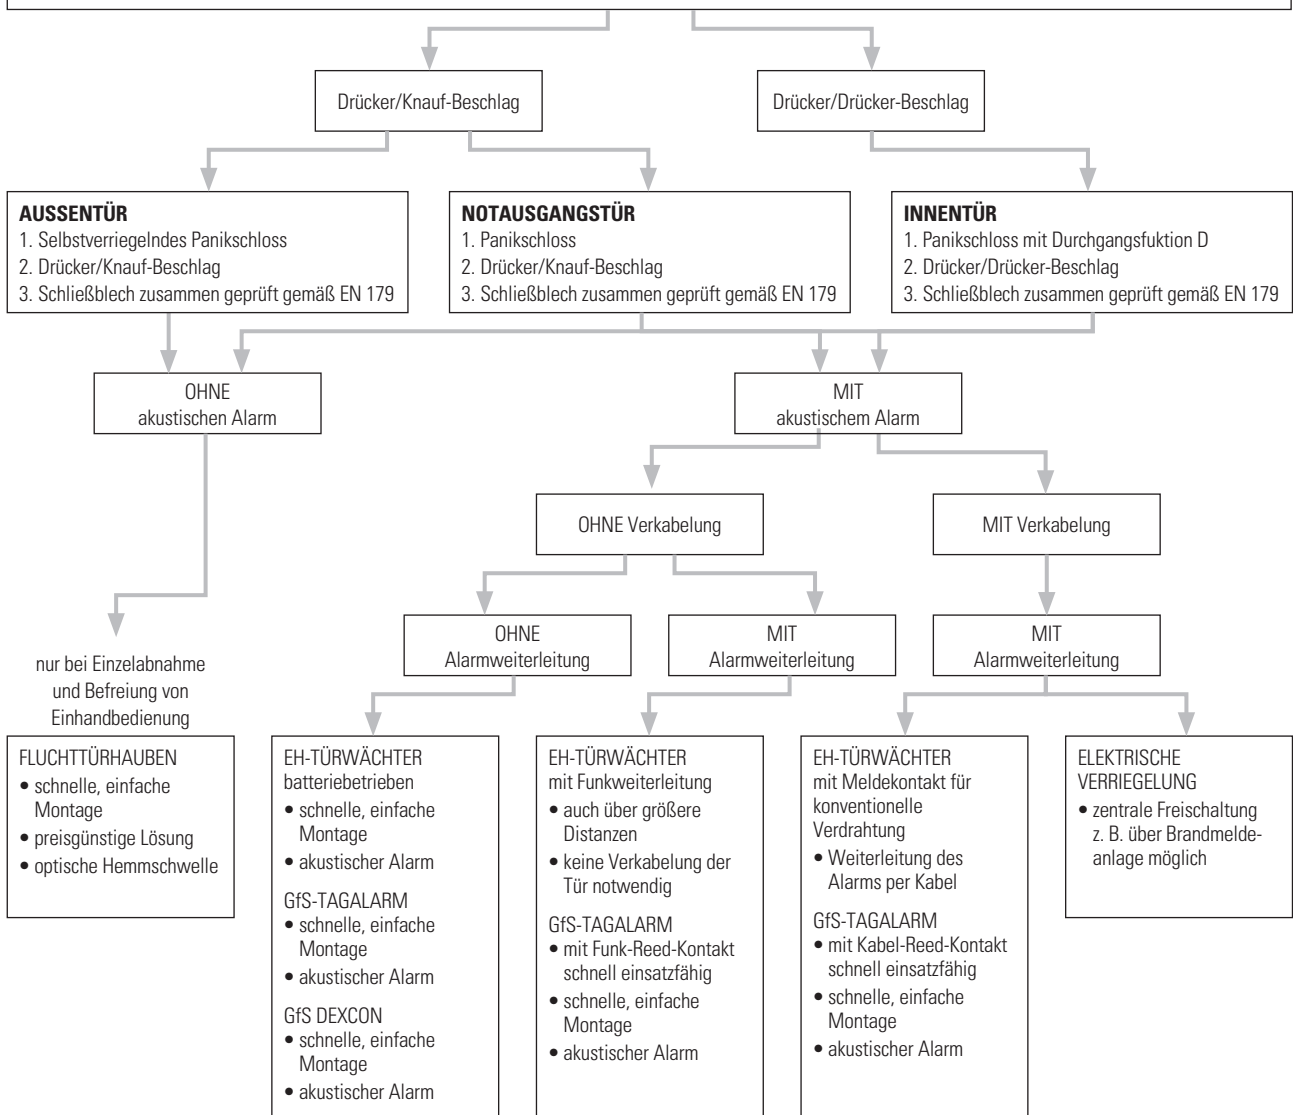 Drücker/Knauf-Beschlag
Drücker/Drücker-Beschlag
AUSSENTÜR
1. Selbstverriegelndes Panikschloss
2. Drücker/Knauf-Beschlag
3. Schließblech zusammen geprüft gemäß EN 179
NOTAUSGANGSTÜR
1. Panikschloss
2. Drücker/Knauf-Beschlag
3. Schließblech zusammen geprüft gemäß EN 179
INNENTÜR
1. Panikschloss mit Durchgangsfuktion D
2. Drücker/Drücker-Beschlag
3. Schließblech zusammen geprüft gemäß EN 179
OHNE
akustischen Alarm
MIT
akustischem Alarm
OHNE Verkabelung
MIT Verkabelung
OHNE
Alarmweiterleitung
MIT
Alarmweiterleitung
MIT
Alarmweiterleitung
nur bei Einzelabnahme
und Befreiung von
Einhandbedienung
FLUCHTTÜRHAUBEN
• schnelle, einfache
Montage
• preisgünstige Lösung
• optische Hemmschwelle
EH-TÜRWÄCHTER
batteriebetrieben
• schnelle, einfache
Montage
• akustischer Alarm
GfS-TAGALARM
• schnelle, einfache
Montage
• akustischer Alarm
GfS DEXCON
• schnelle, einfache
Montage
• akustischer Alarm
EH-TÜRWÄCHTER
mit Funkweiterleitung
• auch über größere
Distanzen
• keine Verkabelung der
Tür notwendig
GfS-TAGALARM
• mit Funk-Reed-Kontakt
schnell einsatzfähig
• schnelle, einfache
Montage
• akustischer Alarm
EH-TÜRWÄCHTER
mit Meldekontakt für
konventionelle
Verdrahtung
• Weiterleitung des
Alarms per Kabel
GfS-TAGALARM
• mit Kabel-Reed-Kontakt
schnell einsatzfähig
• schnelle, einfache
Montage
• akustischer Alarm
ELEKTRISCHE
VERRIEGELUNG
• zentrale Freischaltung
z. B. über Brandmelde-
anlage möglich